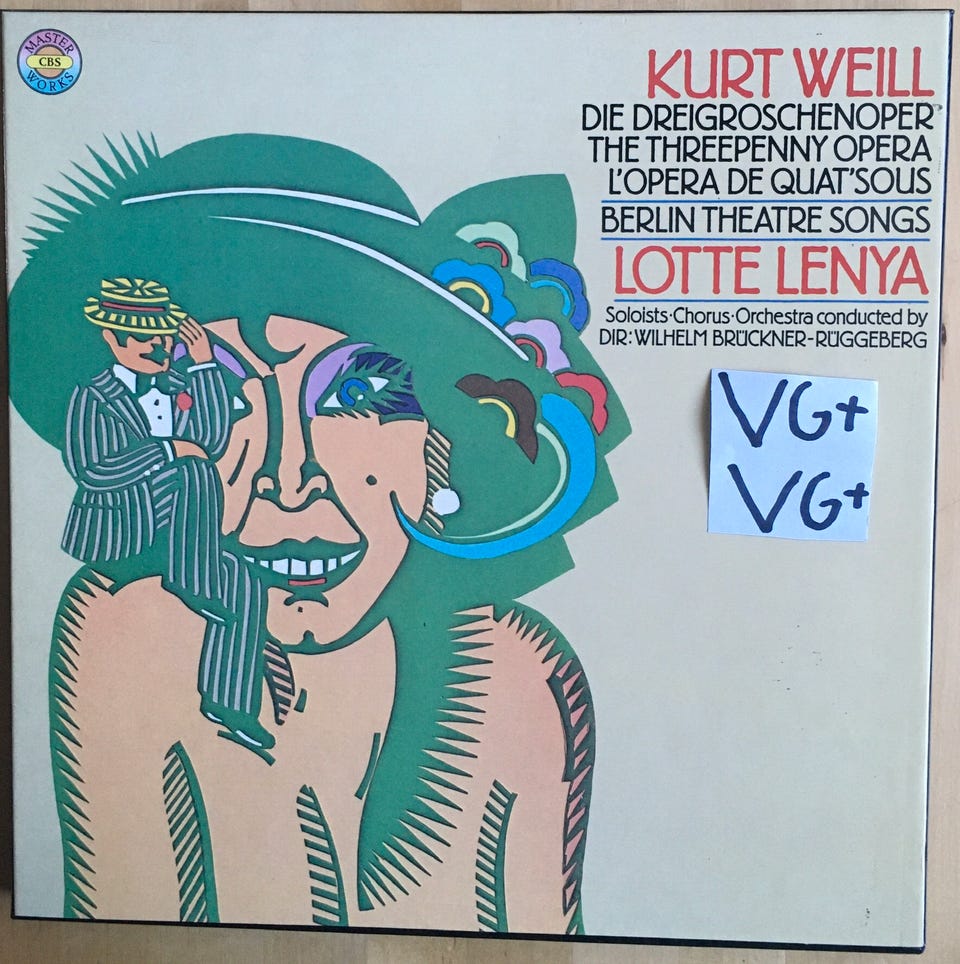 MASTER
CBS
WORKS
KURT WEILL
DIE DREIGROSCHENOPER
THE THREEPENNY OPERA
L'OPERA DE QUAT'SOUS
BERLIN THEATRE SONGS
LOTTE LENYA
Soloists·Chorus·Orchestra conducted by
DIR: WILHELM BRÜCKNER-RÜGGEBERG
VG+
VG+